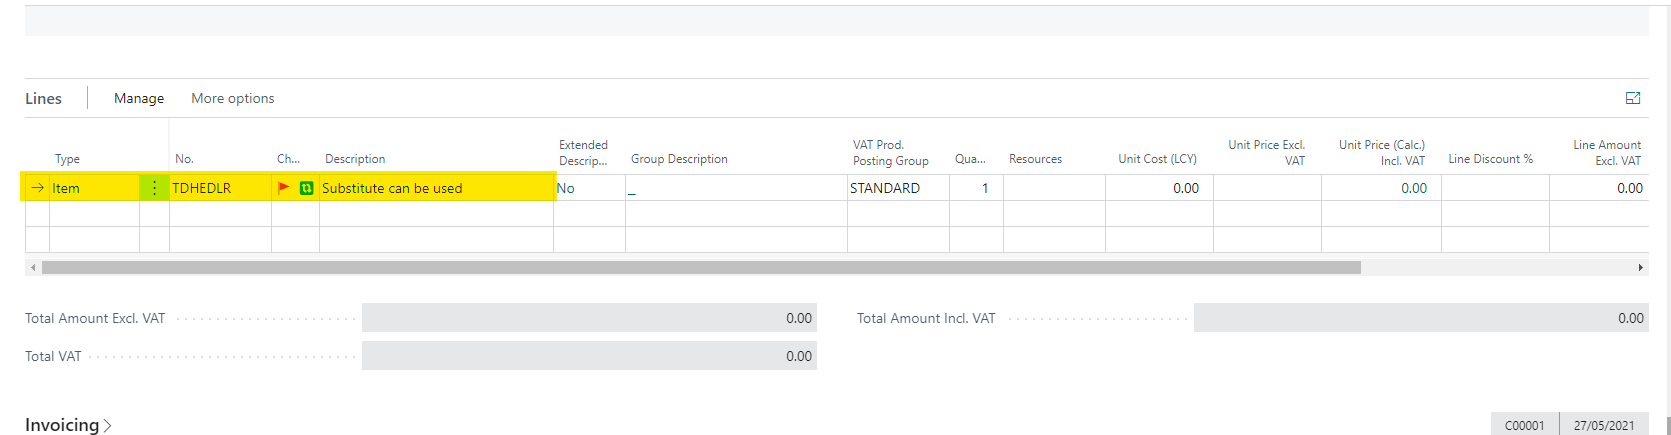 Lines Manage More options
Type No. Ch... Description Extended Descrip... Group Description VAT Prod. Posting Group Qua... Resources Unit Cost (LCY) Unit Price Excl. VAT Unit Price (Calc.) Incl. VAT Line Discount % Line Amount Excl. VAT
Item TDHEDLR Substitute can be used No _ STANDARD 1 0.00 0.00 0.00
Total Amount Excl. VAT 0.00 Total Amount Incl. VAT 0.00
Total VAT 0.00
Invoicing C00001 27/05/2021